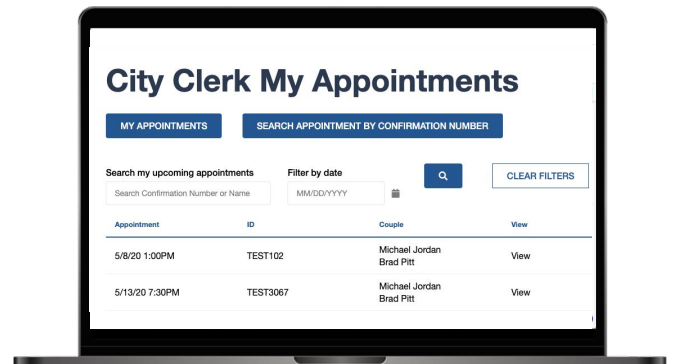 City Clerk My Appointments
MY APPOINTMENTS SEARCH APPOINTMENT BY CONFIRMATION NUMBER
Search my upcoming appointments Filter by date
Search Confirmation Number or Name MM/DD/YYYY CLEAR FILTERS
Appointment ID Couple View
5/8/20 1:00PM TEST102 Michael Jordan View
Brad Pitt
5/13/20 7:30PM TEST3067 Michael Jordan View
Brad Pitt